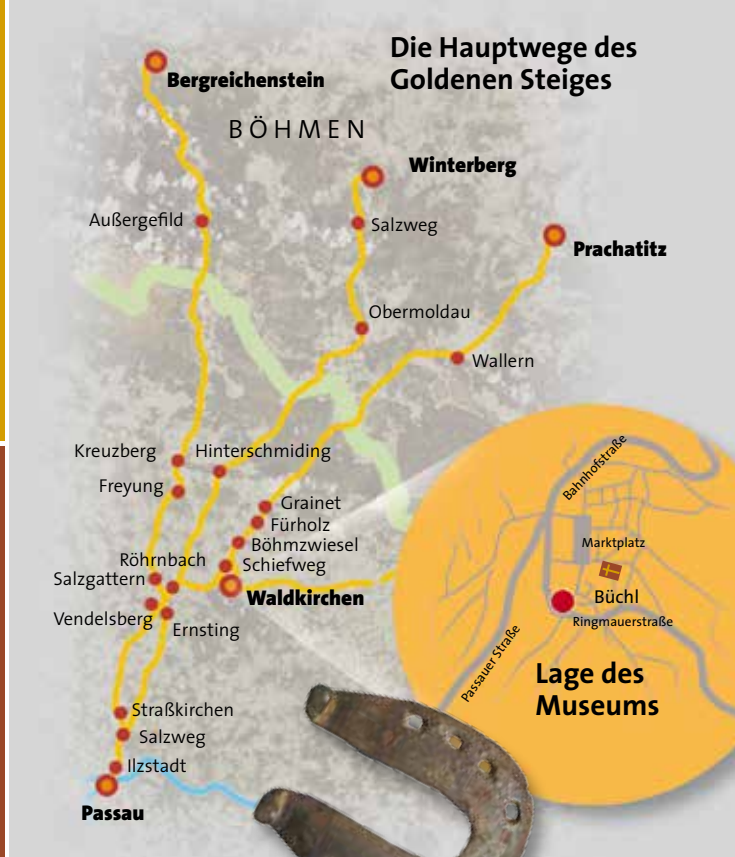 Die Hauptwege des
Goldenen Steiges
Bergreichenstein
BÖHMEN
Winterberg
Außergefild
Salzweg
Prachatitz
Obermoldau
Wallern
Kreuzberg
Hinterschmiding
Freyung
Grainet
Fürholz
Böhmzwiesel
Röhrnbach
Schiefweg
Salzgattern
Waldkirchen
Vendelsberg
Ernsting
Straßkirchen
Salzweg
Ilzstadt
Passau
Bahnhofstraße
Marktplatz
Büchl
Ringmauerstraße
Passauer Straße
Lage des
Museums